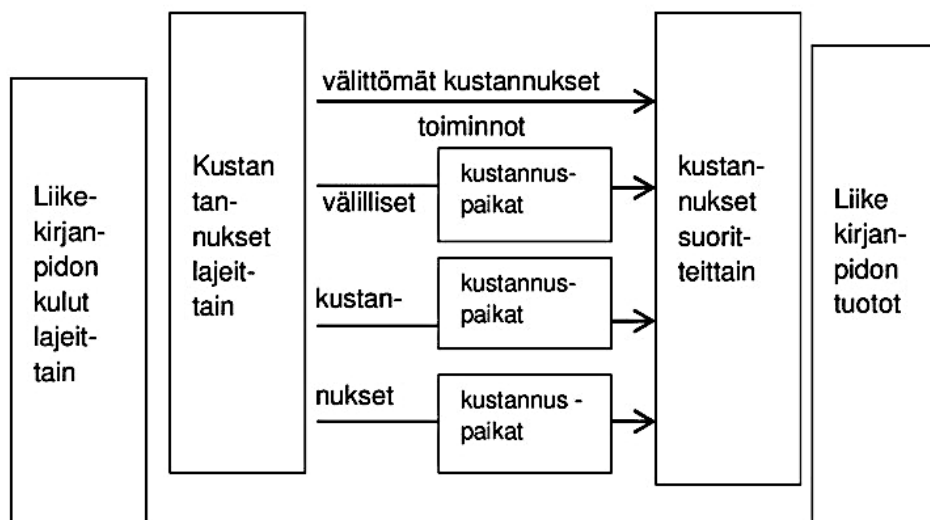 Liike-
kirjan-
pidon
kulut
lajeit-
tain
Kustan
tan-
nukset
lajeit-
tain
välittömät kustannukset
toiminnot
välilliset
kustannus-
paikat
kustan-
kustannus-
paikat
nukset
kustannus -
paikat
kustan-
nukset
suorit-
teittain
Liike
kirjan-
pidon
tuotot